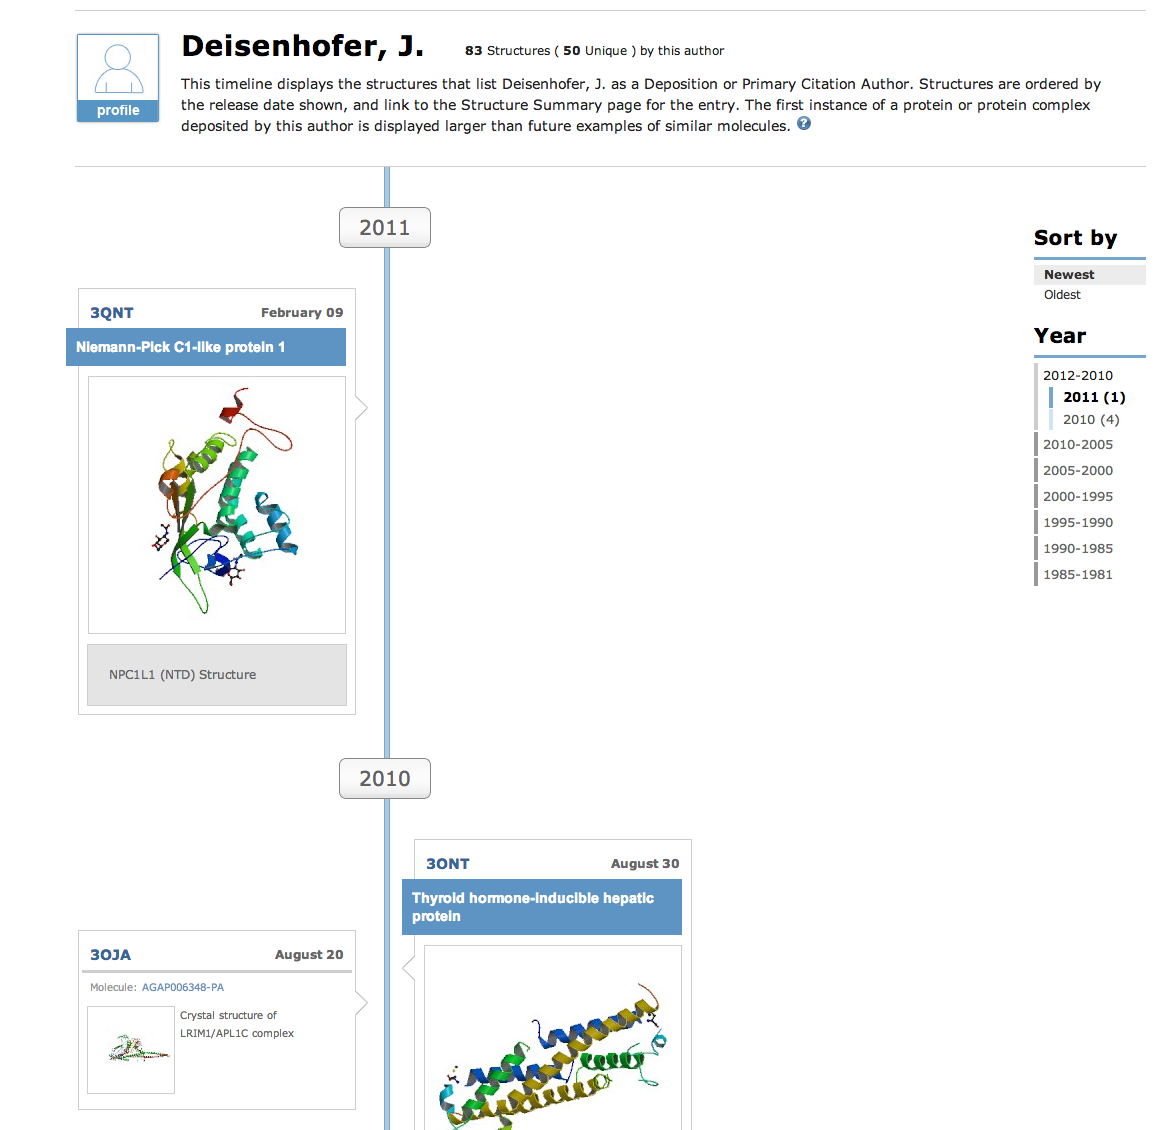 Deisenhofer, J.
83 Structures ( 50 Unique ) by this author
This timeline displays the structures that list Deisenhofer, J. as a Deposition or Primary Citation Author. Structures are ordered by
the release date shown, and link to the Structure Summary page for the entry. The first instance of a protein or protein complex
deposited by this author is displayed larger than future examples of similar molecules. ?
profile
2011
Sort by
Newest
Oldest
Year
2012-2010
2011 (1)
2010 (4)
2010-2005
2005-2000
2000-1995
1995-1990
1990-1985
1985-1981
3QNT February 09
Niemann-Pick C1-like protein 1
NPC1L1 (NTD) Structure
2010
3ONT August 30
Thyroid hormone-inducible hepatic
protein
3OJA August 20
Molecule: AGAP006348-PA
Crystal structure of
LRIM1/APL1C complex